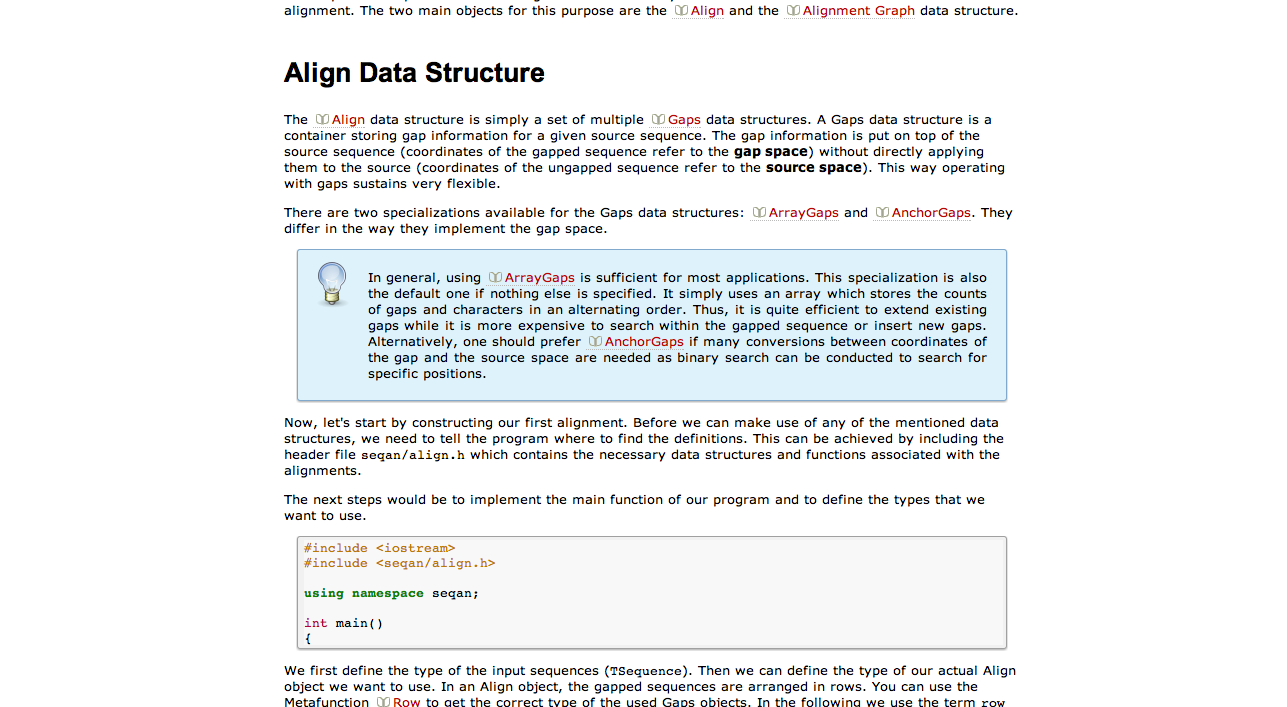 alignment. The two main objects for this purpose are the Align and the Alignment Graph data structure.
Align Data Structure
The Align data structure is simply a set of multiple Gaps data structures. A Gaps data structure is a
container storing gap information for a given source sequence. The gap information is put on top of the
source sequence (coordinates of the gapped sequence refer to the gap space) without directly applying
them to the source (coordinates of the ungapped sequence refer to the source space). This way operating
with gaps sustains very flexible.
There are two specializations available for the Gaps data structures: ArrayGaps and AnchorGaps. They
differ in the way they implement the gap space.
In general, using ArrayGaps is sufficient for most applications. This specialization is also
the default one if nothing else is specified. It simply uses an array which stores the counts
of gaps and characters in an alternating order. Thus, it is quite efficient to extend existing
gaps while it is more expensive to search within the gapped sequence or insert new gaps.
Alternatively, one should prefer AnchorGaps if many conversions between coordinates of
the gap and the source space are needed as binary search can be conducted to search for
specific positions.
Now, let's start by constructing our first alignment. Before we can make use of any of the mentioned data
structures, we need to tell the program where to find the definitions. This can be achieved by including the
header file seqan/align.h which contains the necessary data structures and functions associated with the
alignments.
The next steps would be to implement the main function of our program and to define the types that we
want to use.
#include <iostream>
#include <seqan/align.h>
using namespace seqan;
int main()
{
We first define the type of the input sequences (TSequence). Then we can define the type of our actual Align
object we want to use. In an Align object, the gapped sequences are arranged in rows. You can use the
Metafunction Row to get the correct type of the used Gaps objects. In the following we use the term row